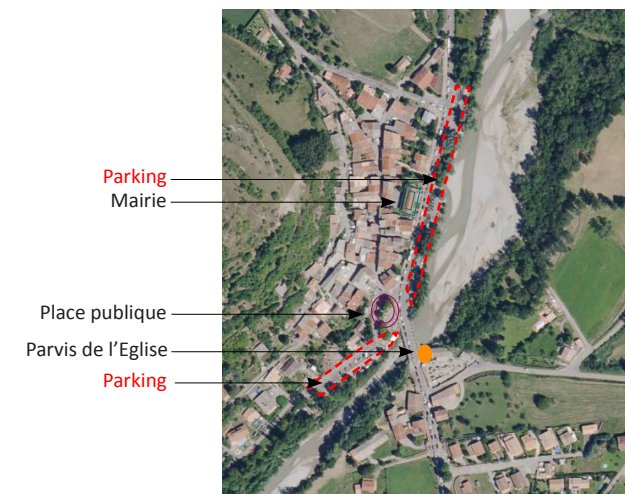 Parking
Mairie
Place publique
Parvis de l’Eglise
Parking